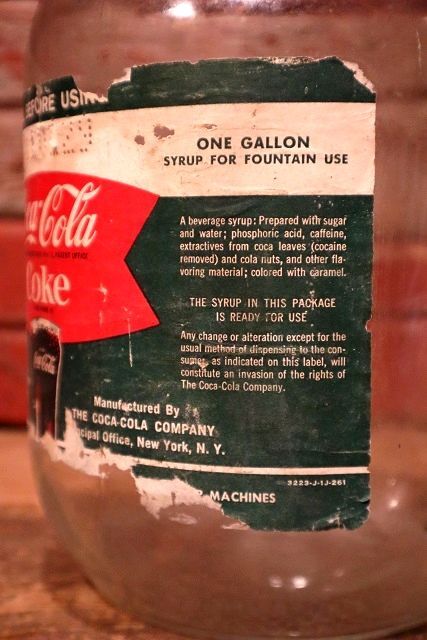 BEFORE USING
ONE GALLON
SYRUP FOR FOUNTAIN USE
Cola
Coke
A beverage syrup: Prepared with sugar
and water; phosphoric acid, caffeine,
extractives from coca leaves (cocaine
removed) and cola nuts, and other fla-
voring material; colored with caramel.
THE SYRUP IN THIS PACKAGE
IS READY FOR USE
Any change or alteration except for the
usual method of dispensing to the con-
sumer, as indicated on this label, will
constitute an invasion of the rights of
The Coca-Cola Company.
Coca-Cola
Manufactured By
THE COCA-COLA COMPANY
cipal Office, New York, N. Y.
3223-J-1J-261
MACHINES